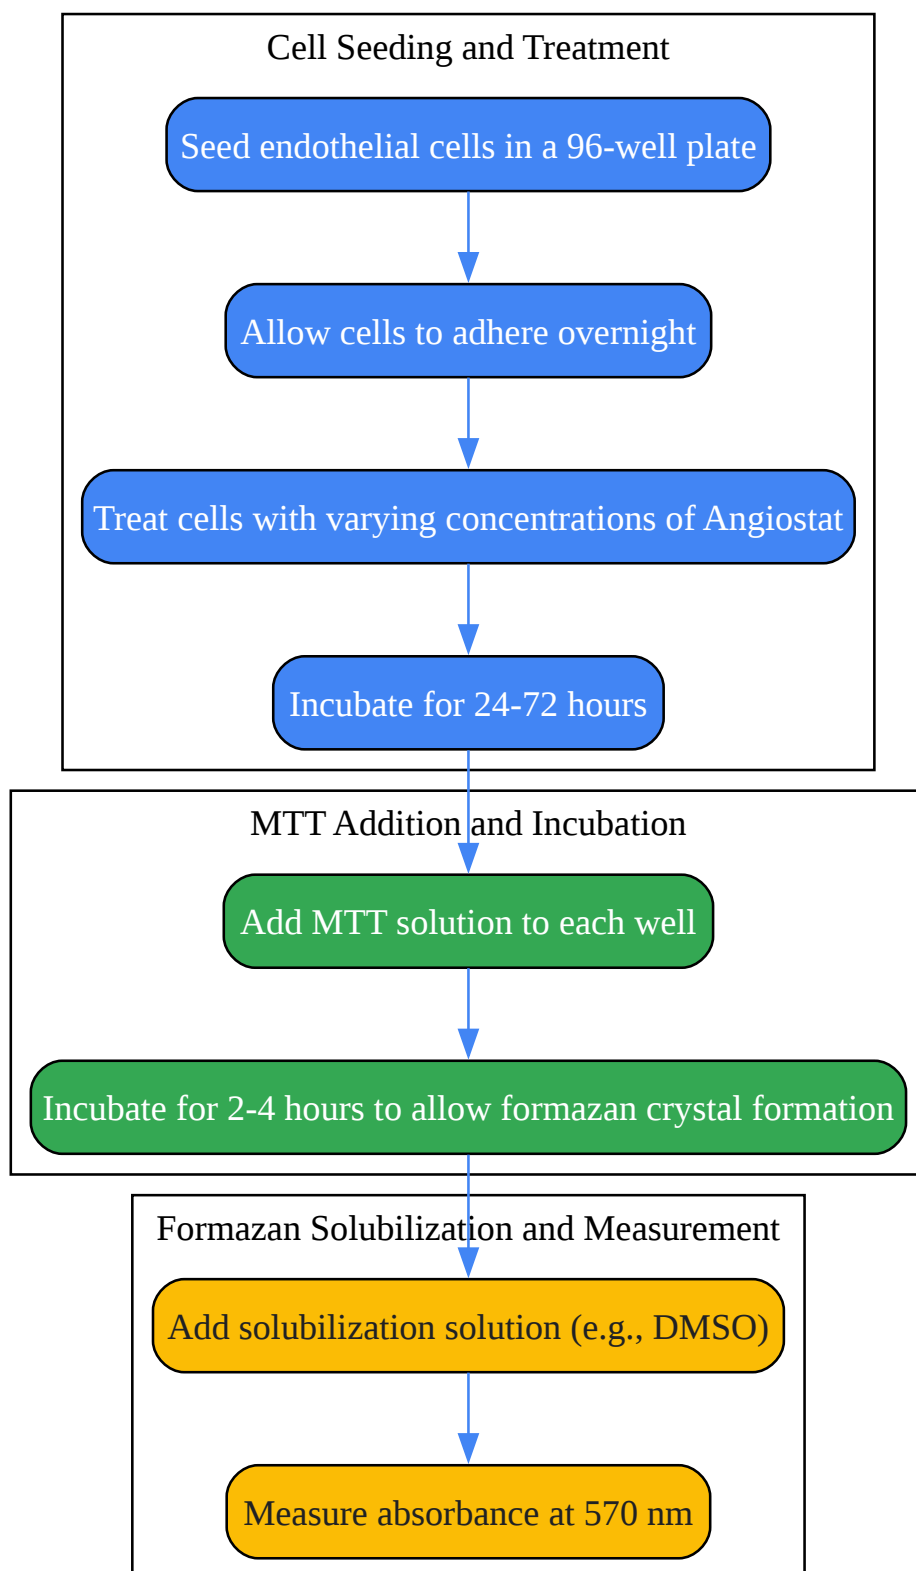 Cell Seeding and Treatment
Seed endothelial cells in a 96-well plate
Allow cells to adhere overnight
Treat cells with varying concentrations of Angiostat
Incubate for 24-72 hours
MTT Addition and Incubation
Add MTT solution to each well
Incubate for 2-4 hours to allow formazan crystal formation
Formazan Solubilization and Measurement
Add solubilization solution (e.g., DMSO)
Measure absorbance at 570 nm